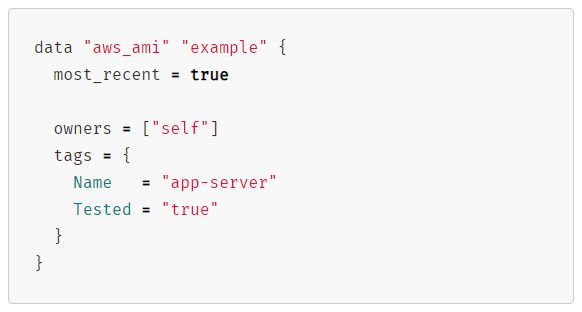 data "aws_ami" "example" {
  most_recent = true

  owners = ["self"]
  tags = {
    Name   = "app-server"
    Tested = "true"
  }
}